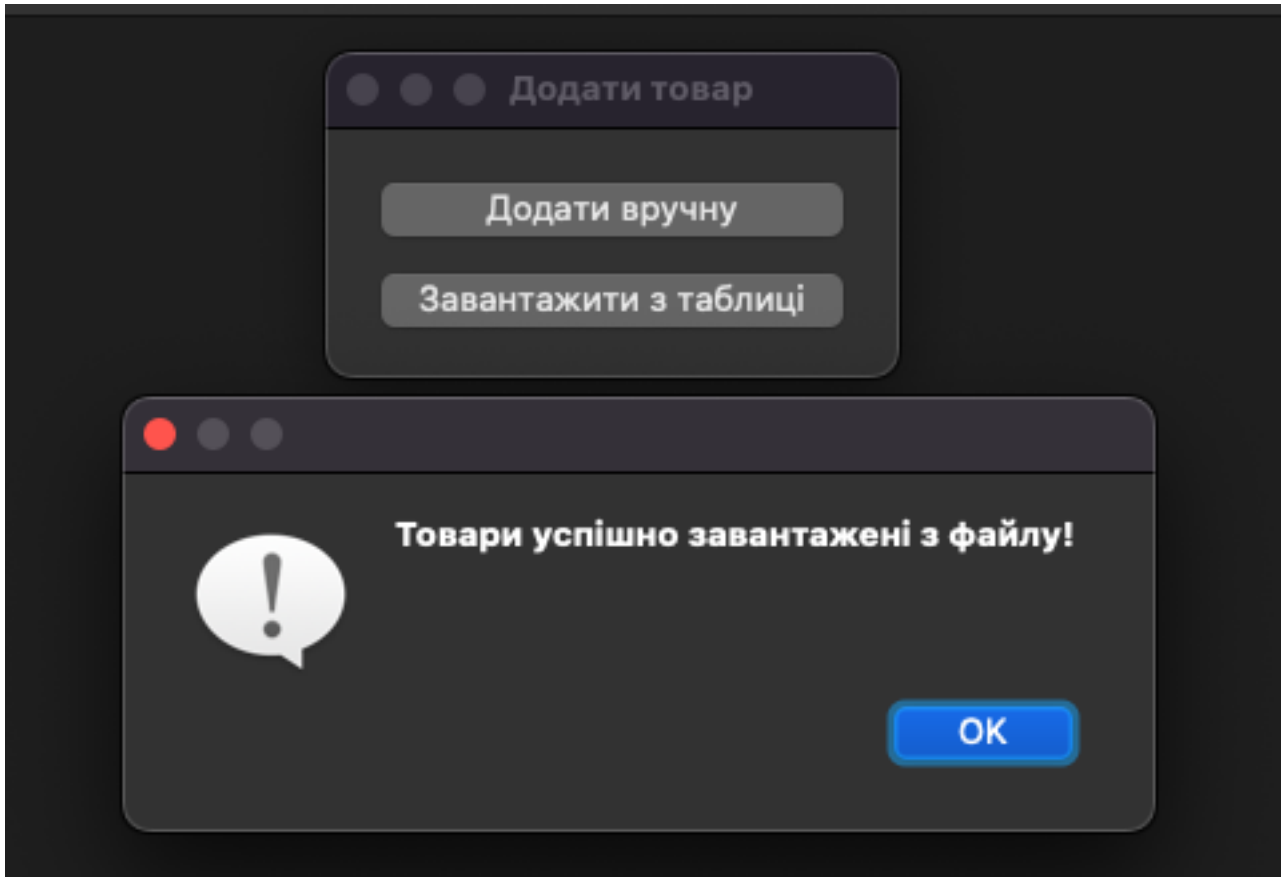 Додати товар
Додати вручну
Завантажити з таблиці
Товари успішно завантажені з файлу!
OK